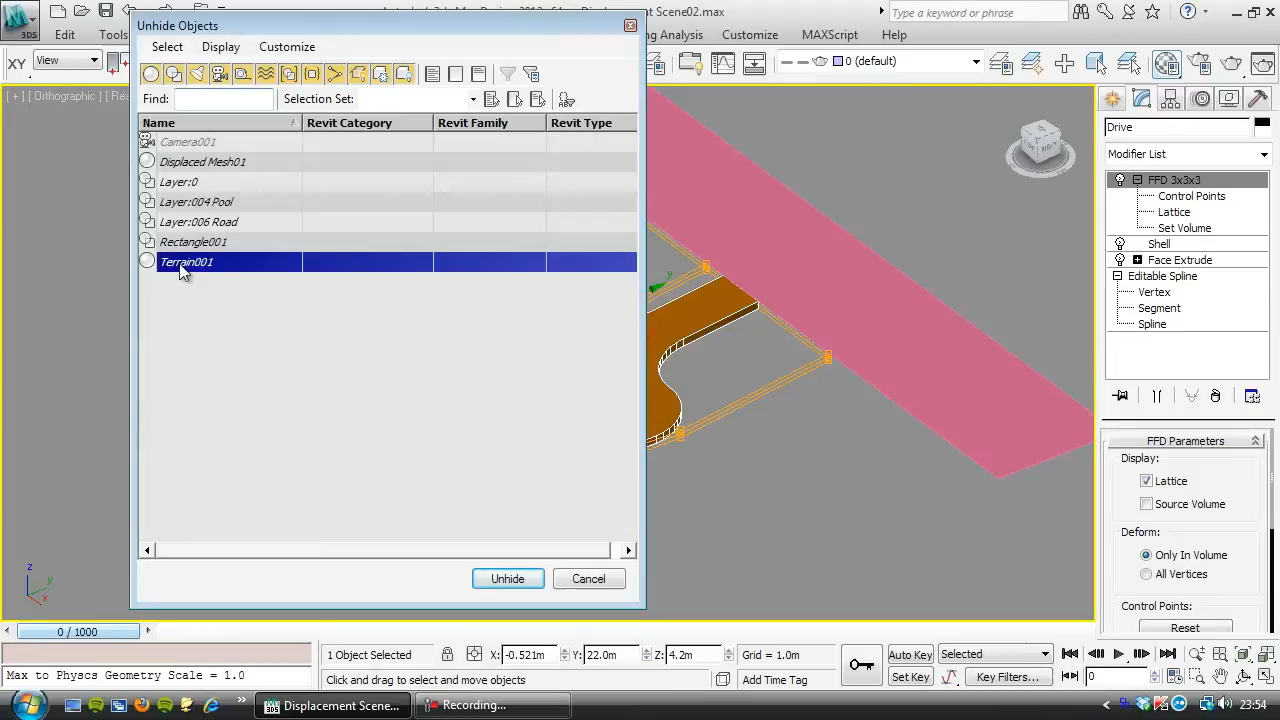 Unhide Objects
ent Scene02.max
Type a keyword or phrase
3DS
Edit
Tools
Select
Display
Customize
ng Analysis
Customize
MAXScript
Help
XY
View
0 (default)
[ + ] [ Orthographic ] [ Rea
Find:
Selection Set:
Name
Revit Category
Revit Family
Revit Type
Camera001
Displaced Mesh01
Layer:0
Layer:004 Pool
Layer:006 Road
Rectangle001
Terrain001
Unhide
Cancel
Drive
Modifier List
FFD 3x3x3
Control Points
Lattice
Set Volume
Shell
Face Extrude
Editable Spline
Vertex
Segment
Spline
FFD Parameters
Display:
Lattice
Source Volume
Deform:
Only In Volume
All Vertices
Control Points:
Reset
z
y
x
y
0 / 1000
Max to Physcs Geometry Scale = 1.0
1 Object Selected
X: -0.521m
Y: 22.0m
Z: 4.2m
Grid = 1.0m
Click and drag to select and move objects
Add Time Tag
Auto Key
Selected
Set Key
Key Filters...
0
Displacement Scene...
Recording...
23:54